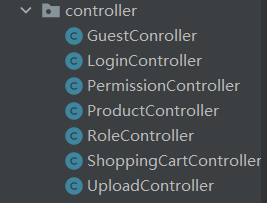 controller
GuestConroller
LoginController
PermissionController
ProductController
RoleController
ShoppingCartController
UploadController